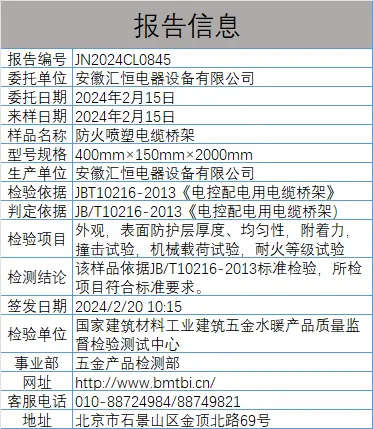 报告信息
报告编号 JN2024CL0845
委托单位 安徽汇恒电器设备有限公司
委托日期 2024年2月15日
来样日期 2024年2月15日
样品名称 防火喷塑电缆桥架
型号规格 400mm×150mm×2000mm
生产单位 安徽汇恒电器设备有限公司
检验依据 JBT10216-2013《电控配电用电缆桥架》
判定依据 JB/T10216-2013《电控配电用电缆桥架）
检验项目 外观，表面防护层厚度、均匀性，附着力，
撞击试验，机械载荷试验，耐火等级试验
检测结论 该样品依据JB/T10216-2013标准检验，所检
项目符合标准要求。
签发日期 2024/2/20 10:15
检验单位 国家建筑材料工业建筑五金水暖产品质量监
督检验测试中心
事业部 五金产品检测部
网址 http://www.bmtbi.cn/
客服电话 010-88724984/88749821
地址 北京市石景山区金顶北路69号